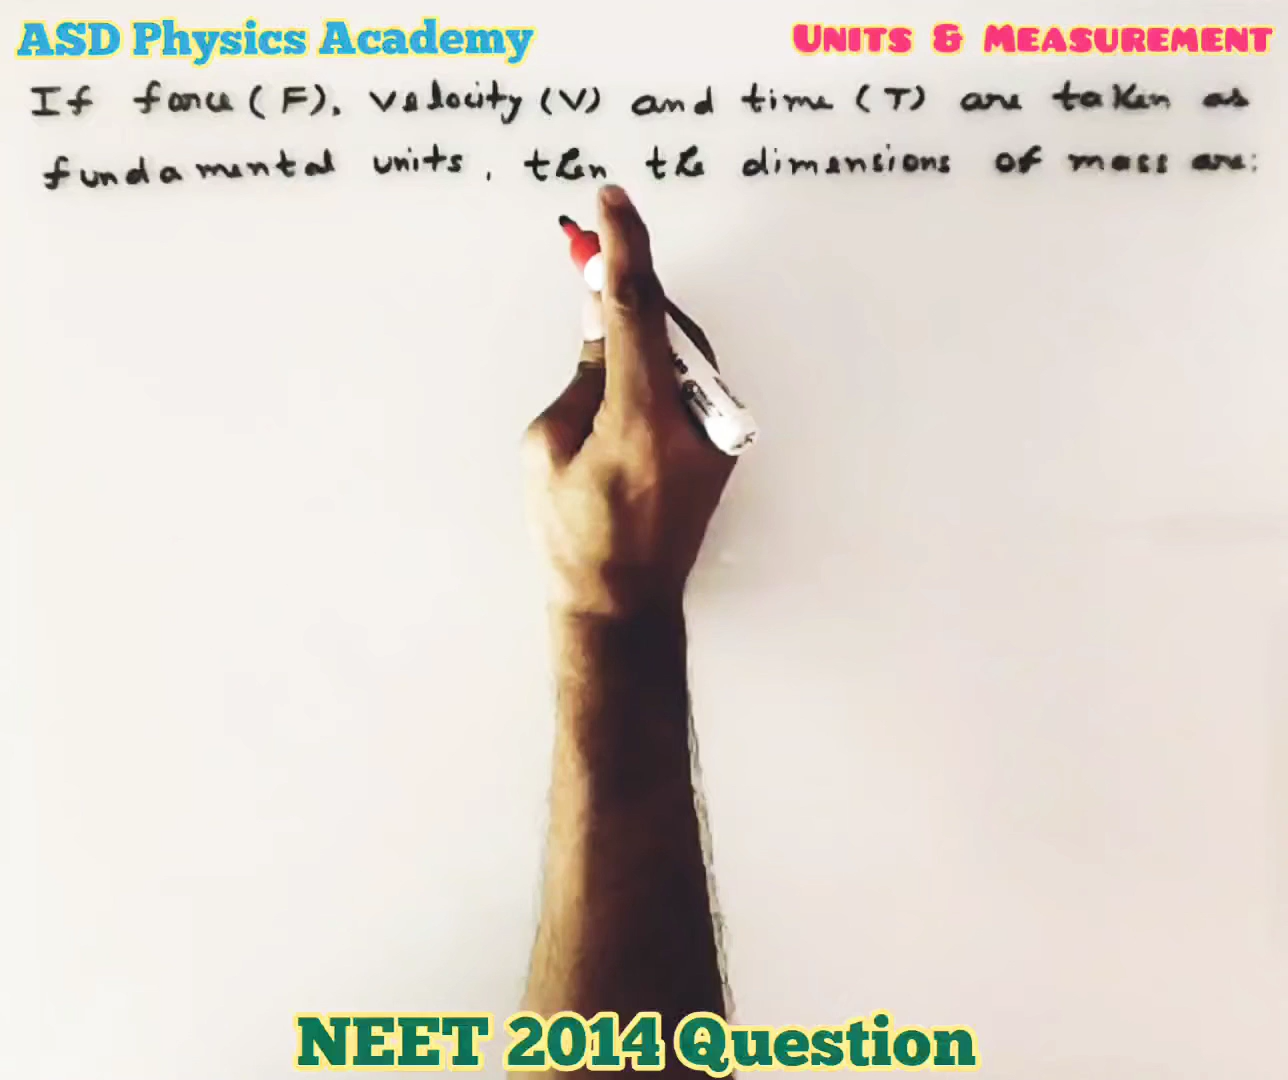 ASD Physics Academy
UNITS & MEASUREMENT
If force (F), velocity (V) and time (T) are taken as
fundamental units, then the dimensions of mass are:
NEET 2014 Question